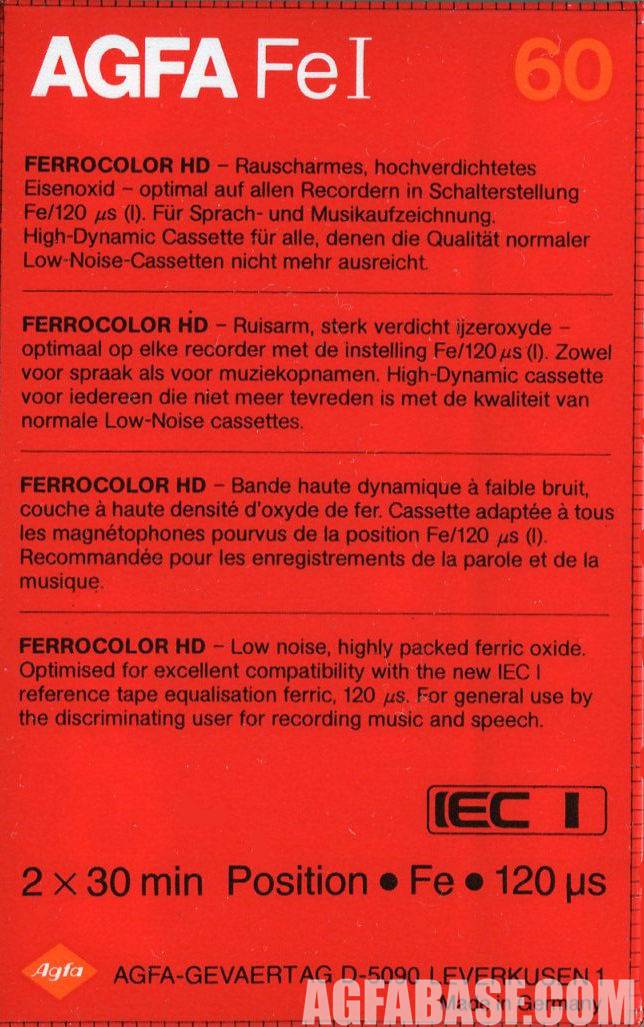 AGFA Fe I 60
FERROCOLOR HD – Rauscharmes, hochverdichtetes
Eisenoxid – optimal auf allen Recordern in Schalterstellung
Fe/120 μs (I). Für Sprach- und Musikaufzeichnung.
High-Dynamic Cassette für alle, denen die Qualität normaler
Low-Noise-Cassetten nicht mehr ausreicht.
FERROCOLOR HD – Ruisarm, sterk verdicht ijzeroxyde –
optimaal op elke recorder met de instelling Fe/120 μs (I). Zowel
voor spraak als voor muziekopnamen. High-Dynamic cassette
voor iedereen die niet meer tevreden is met de kwaliteit van
normale Low-Noise cassettes.
FERROCOLOR HD – Bande haute dynamique à faible bruit,
couche à haute densité d'oxyde de fer. Cassette adaptée à tous
les magnétophones pourvus de la position Fe/120 μs (I).
Recommandée pour les enregistrements de la parole et de la
musique.
FERROCOLOR HD – Low noise, highly packed ferric oxide.
Optimised for excellent compatibility with the new IEC I
reference tape equalisation ferric, 120 μs. For general use by
the discriminating user for recording music and speech.
IEC I
2 × 30 min Position • Fe • 120 μs
Agfa AGFA-GEVAERT AG D-5090 LEVERKUSEN 1
Made in Germany
AGFABASE.COM